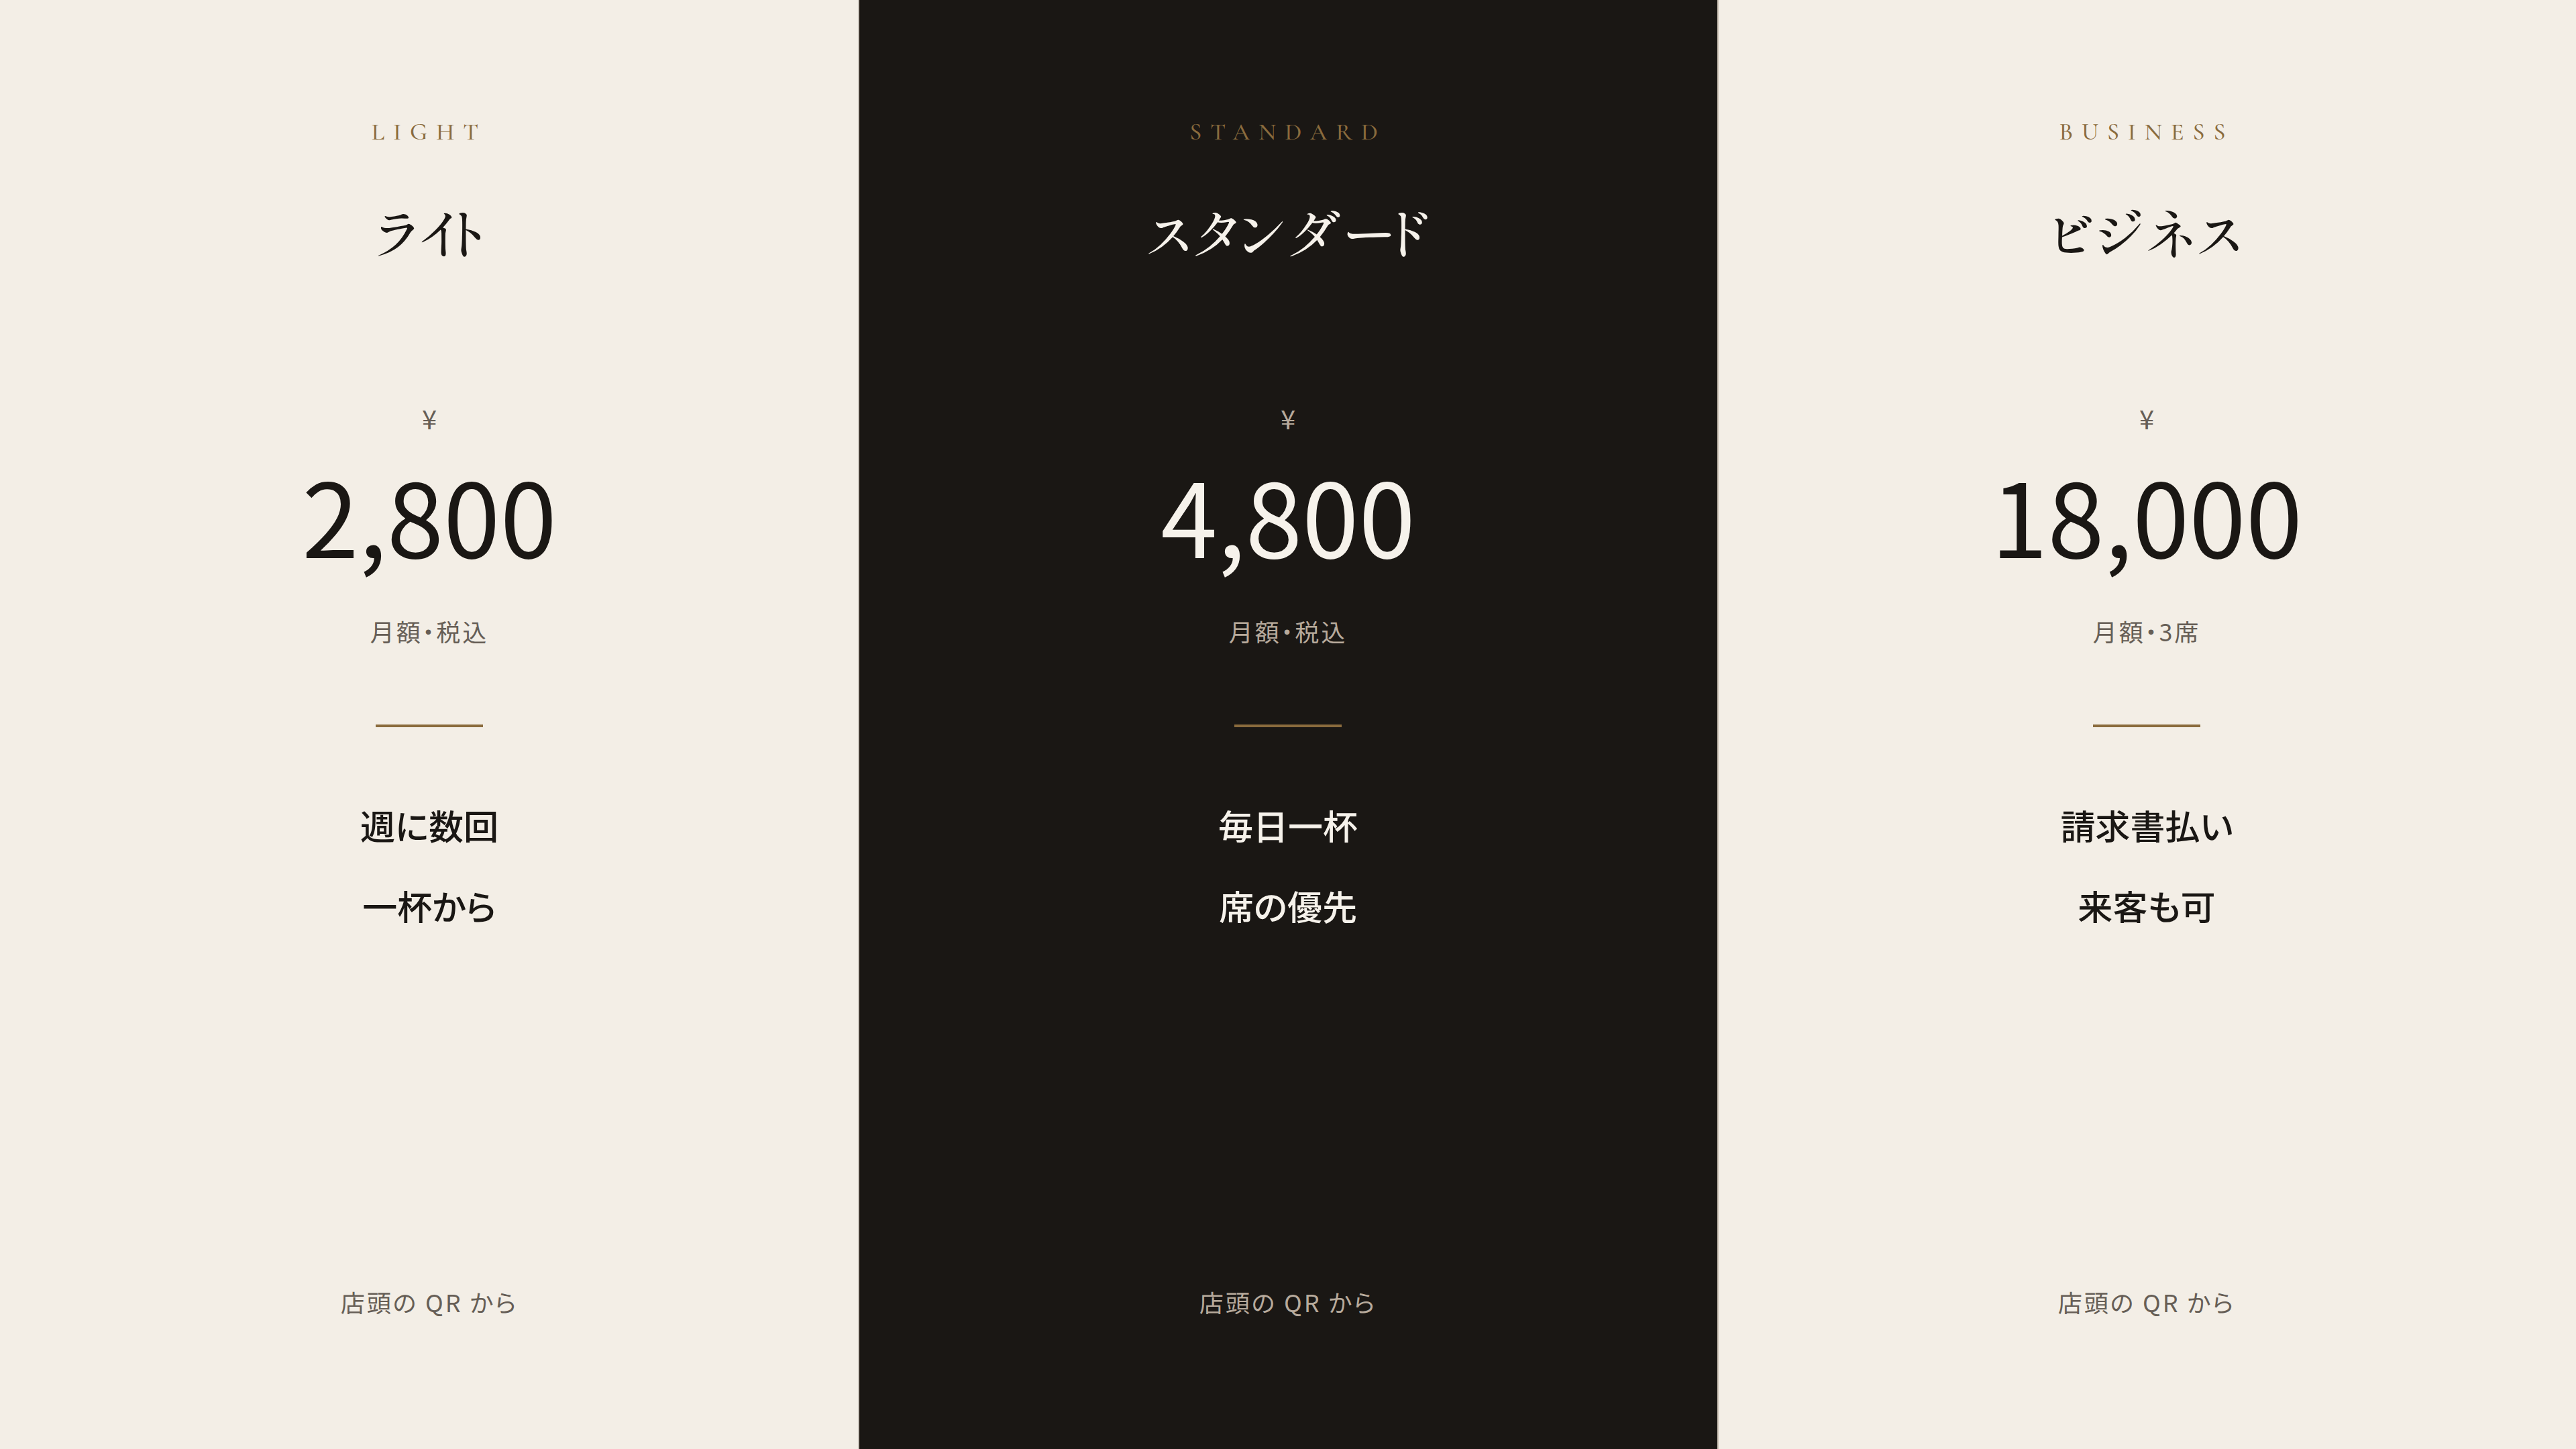 LIGHT
ライト
¥
2,800
月額・税込
週に数回
一杯から
店頭の QR から
STANDARD
スタンダード
¥
4,800
月額・税込
毎日一杯
席の優先
店頭の QR から
BUSINESS
ビジネス
¥
18,000
月額・3席
請求書払い
来客も可
店頭の QR から